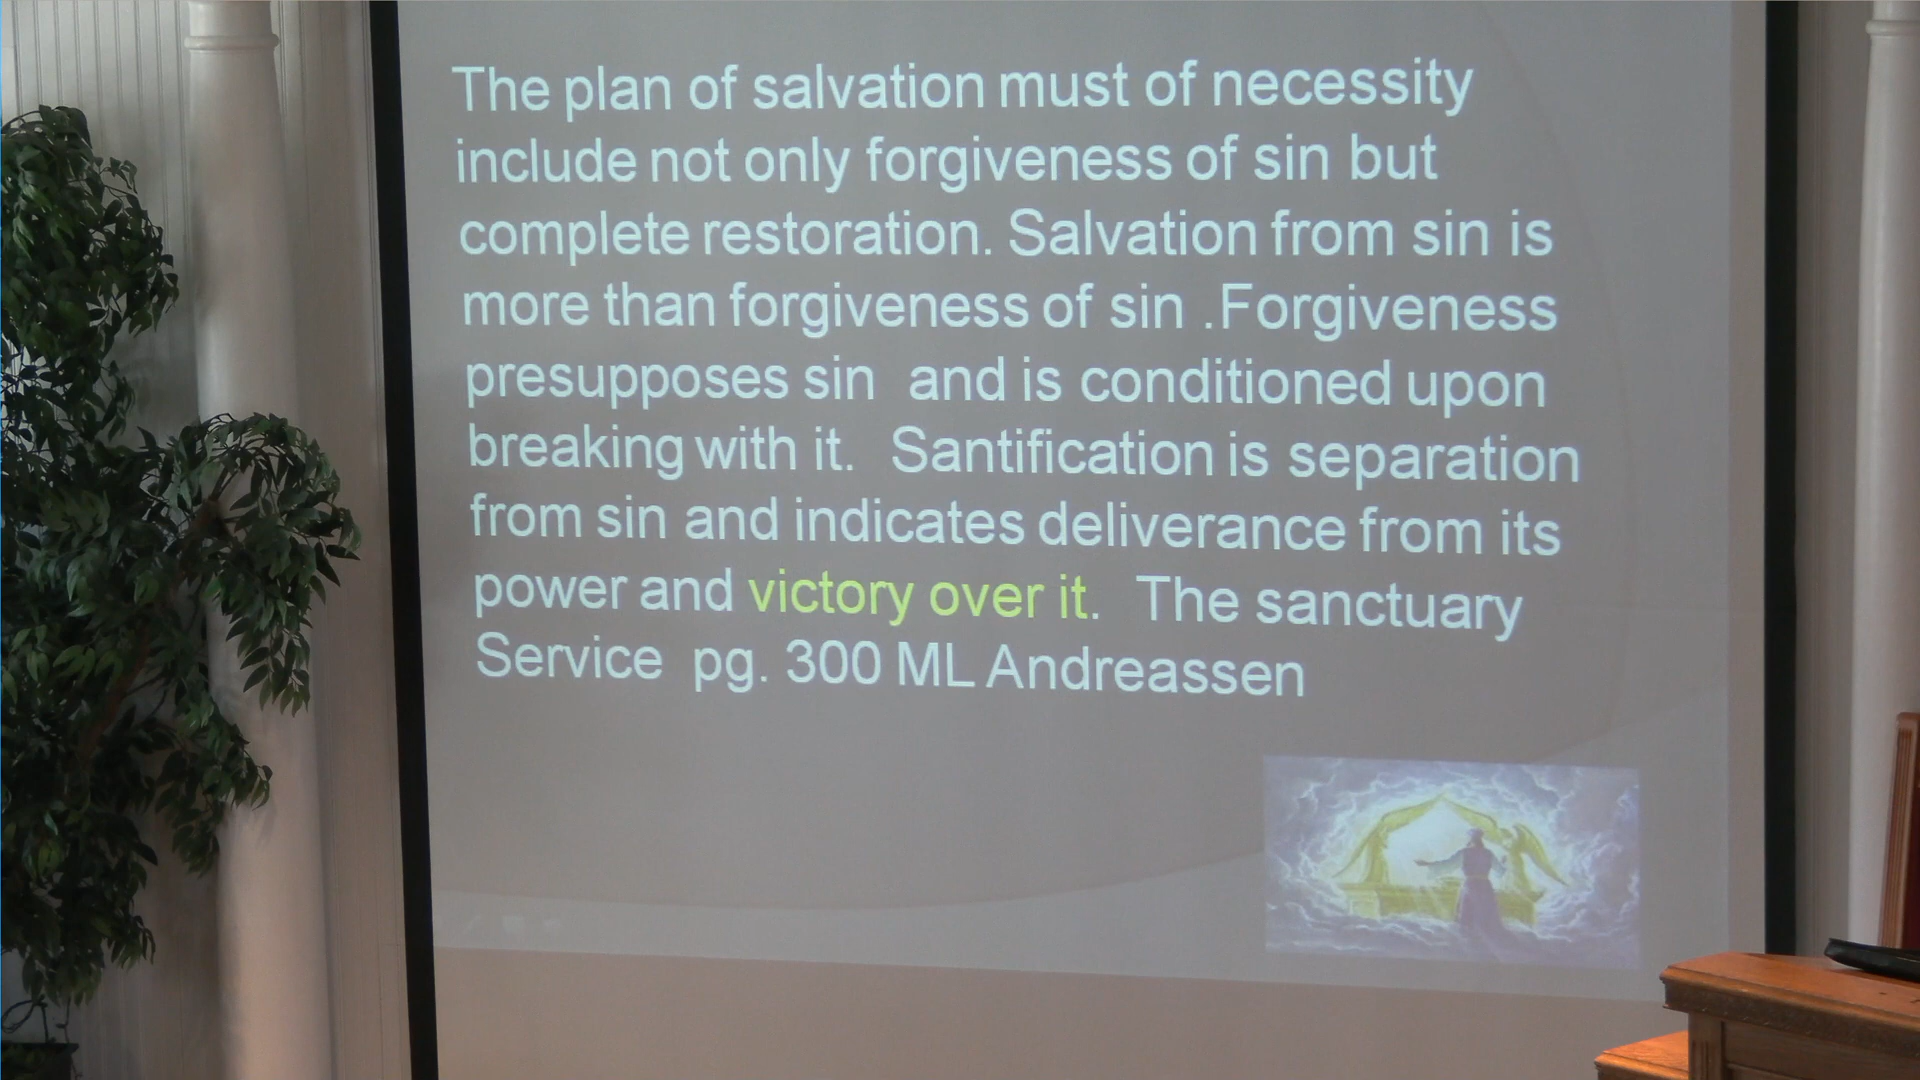 The plan of salvation must of necessity
include not only forgiveness of sin but
complete restoration. Salvation from sin is
more than forgiveness of sin .Forgiveness
presupposes sin  and is conditioned upon
breaking with it.  Santification is separation
from sin and indicates deliverance from its
power and victory over it.  The sanctuary
Service  pg. 300 ML Andreassen